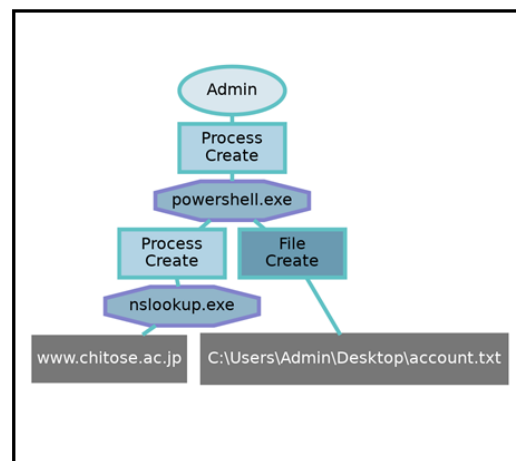 Admin
Process
Create
powershell.exe
Process
Create
File
Create
nslookup.exe
www.chitose.ac.jp
C:\Users\Admin\Desktop\account.txt